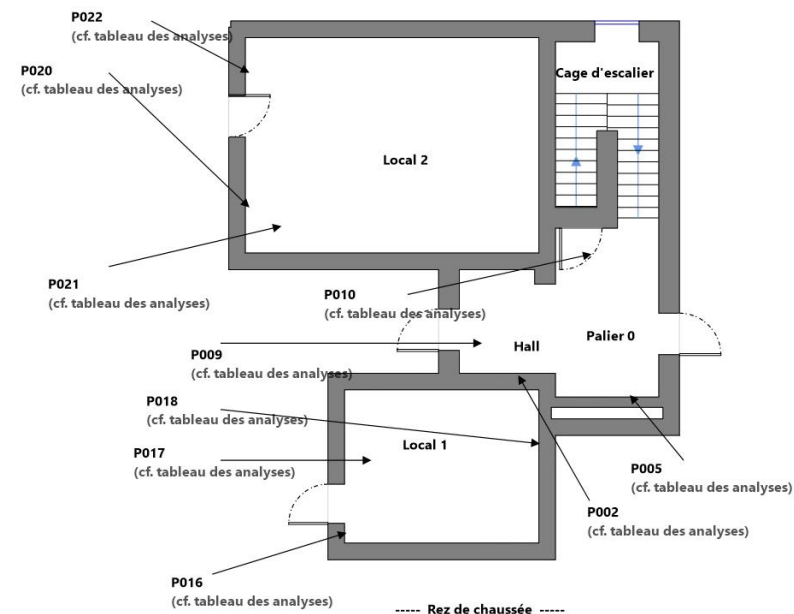 P022
(cf. tableau des analyses)
P020
(cf. tableau des analyses)
Cage d'escalier
Local 2
P021
(cf. tableau des analyses)
P010
(cf. tableau des analyses)
Palier 0
Hall
P009
(cf. tableau des analyses)
P018
(cf. tableau des analyses)
Local 1
P017
(cf. tableau des analyses)
P005
(cf. tableau des analyses)
P002
(cf. tableau des analyses)
P016
(cf. tableau des analyses)
----- Rez de chaussée -----